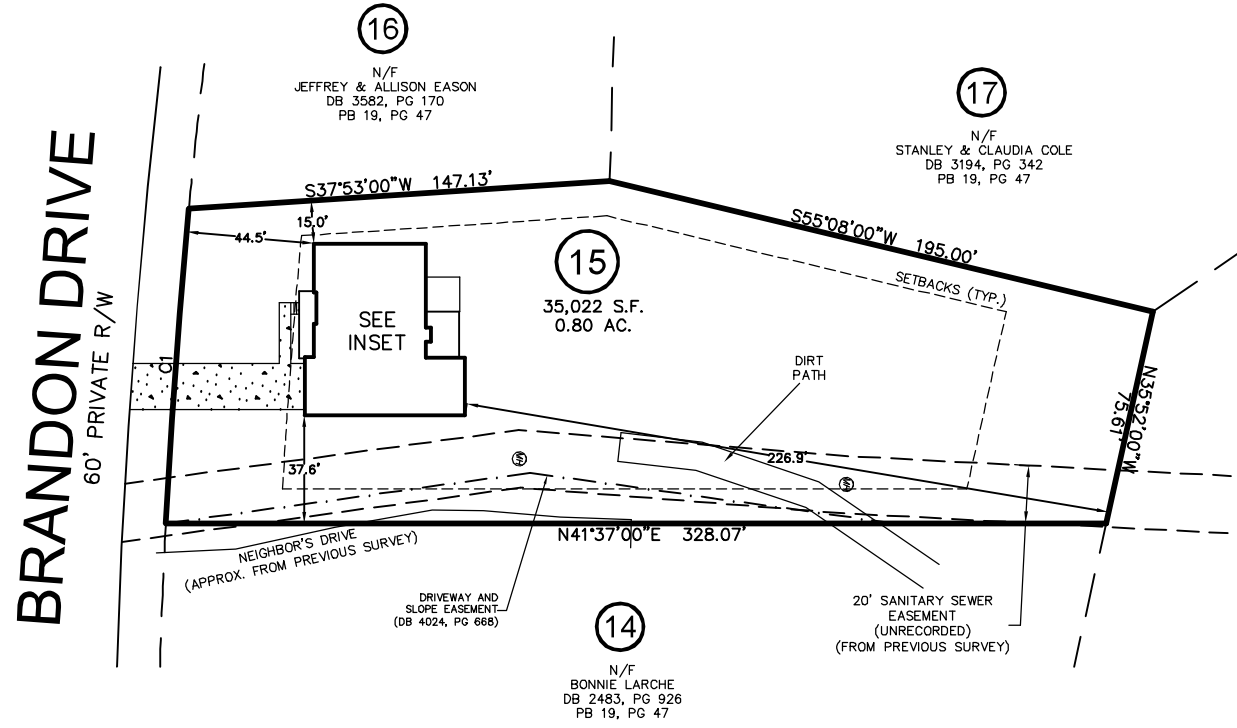 16
N/F
JEFFREY & ALLISON EASON
DB 3582, PG 170
PB 19, PG 47
17
N/F
STANLEY & CLAUDIA COLE
DB 3194, PG 342
PB 19, PG 47
BRANDON DRIVE
60' PRIVATE R/W
S37°53'00"W 147.13'
S55°08'00"W 195.00'
15.0'
44.5'
15
35,022 S.F.
0.80 AC.
SETBACKS (TYP.)
SEE
INSET
C1
DIRT
PATH
N35°52'00"W
75.61'
37.6'
226.9'
N41°37'00"E 328.07'
NEIGHBOR'S DRIVE
(APPROX. FROM PREVIOUS SURVEY)
DRIVEWAY AND
SLOPE EASEMENT
(DB 4024, PG 668)
20' SANITARY SEWER
EASEMENT
(UNRECORDED)
(FROM PREVIOUS SURVEY)
14
N/F
BONNIE LARCHE
DB 2483, PG 926
PB 19, PG 47